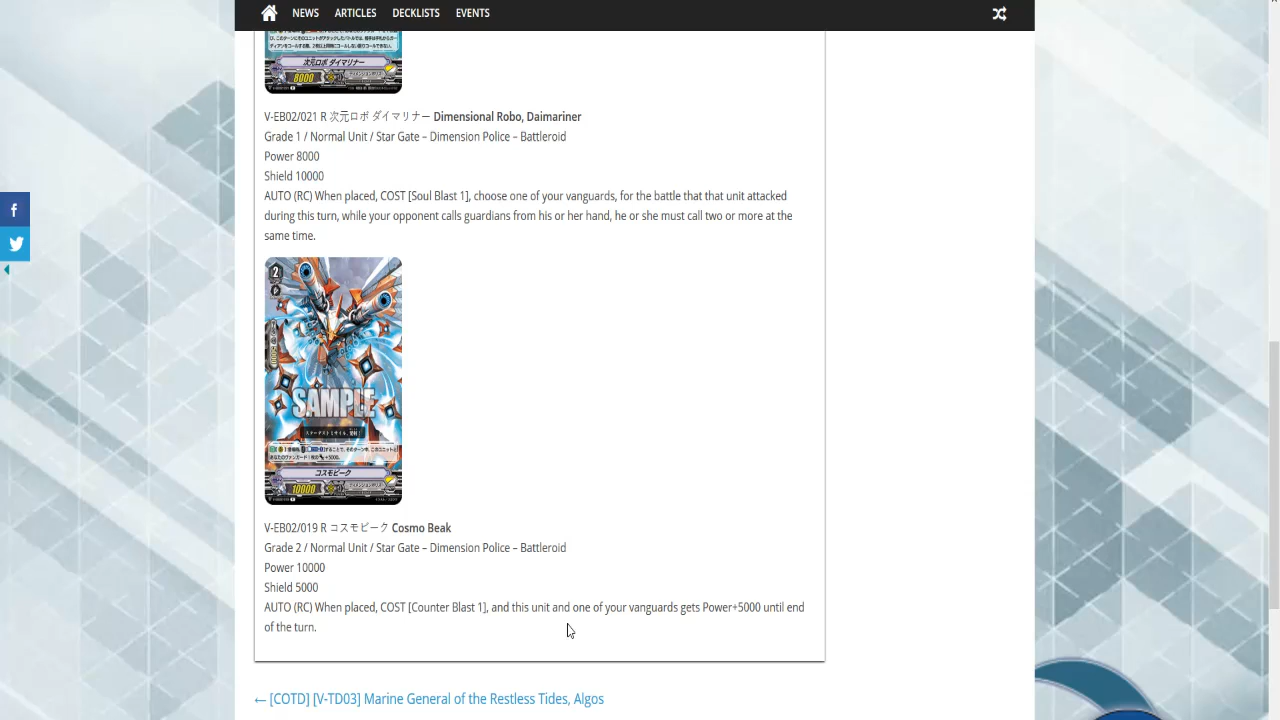 NEWS ARTICLES DECKLISTS EVENTS
次元ロボ ダイマリナー
8000
V-EB02/021 R 次元ロボ ダイマリナー Dimensional Robo, Daimariner
Grade 1 / Normal Unit / Star Gate – Dimension Police – Battleroid
Power 8000
Shield 10000
AUTO (RC) When placed, COST [Soul Blast 1], choose one of your vanguards, for the battle that that unit attacked
during this turn, while your opponent calls guardians from his or her hand, he or she must call two or more at the
same time.
2
SAMPLE
コスモビーク
10000
V-EB02/019 R コスモビーク Cosmo Beak
Grade 2 / Normal Unit / Star Gate – Dimension Police – Battleroid
Power 10000
Shield 5000
AUTO (RC) When placed, COST [Counter Blast 1], and this unit and one of your vanguards gets Power+5000 until end
of the turn.
← [COTD] [V-TD03] Marine General of the Restless Tides, Algos